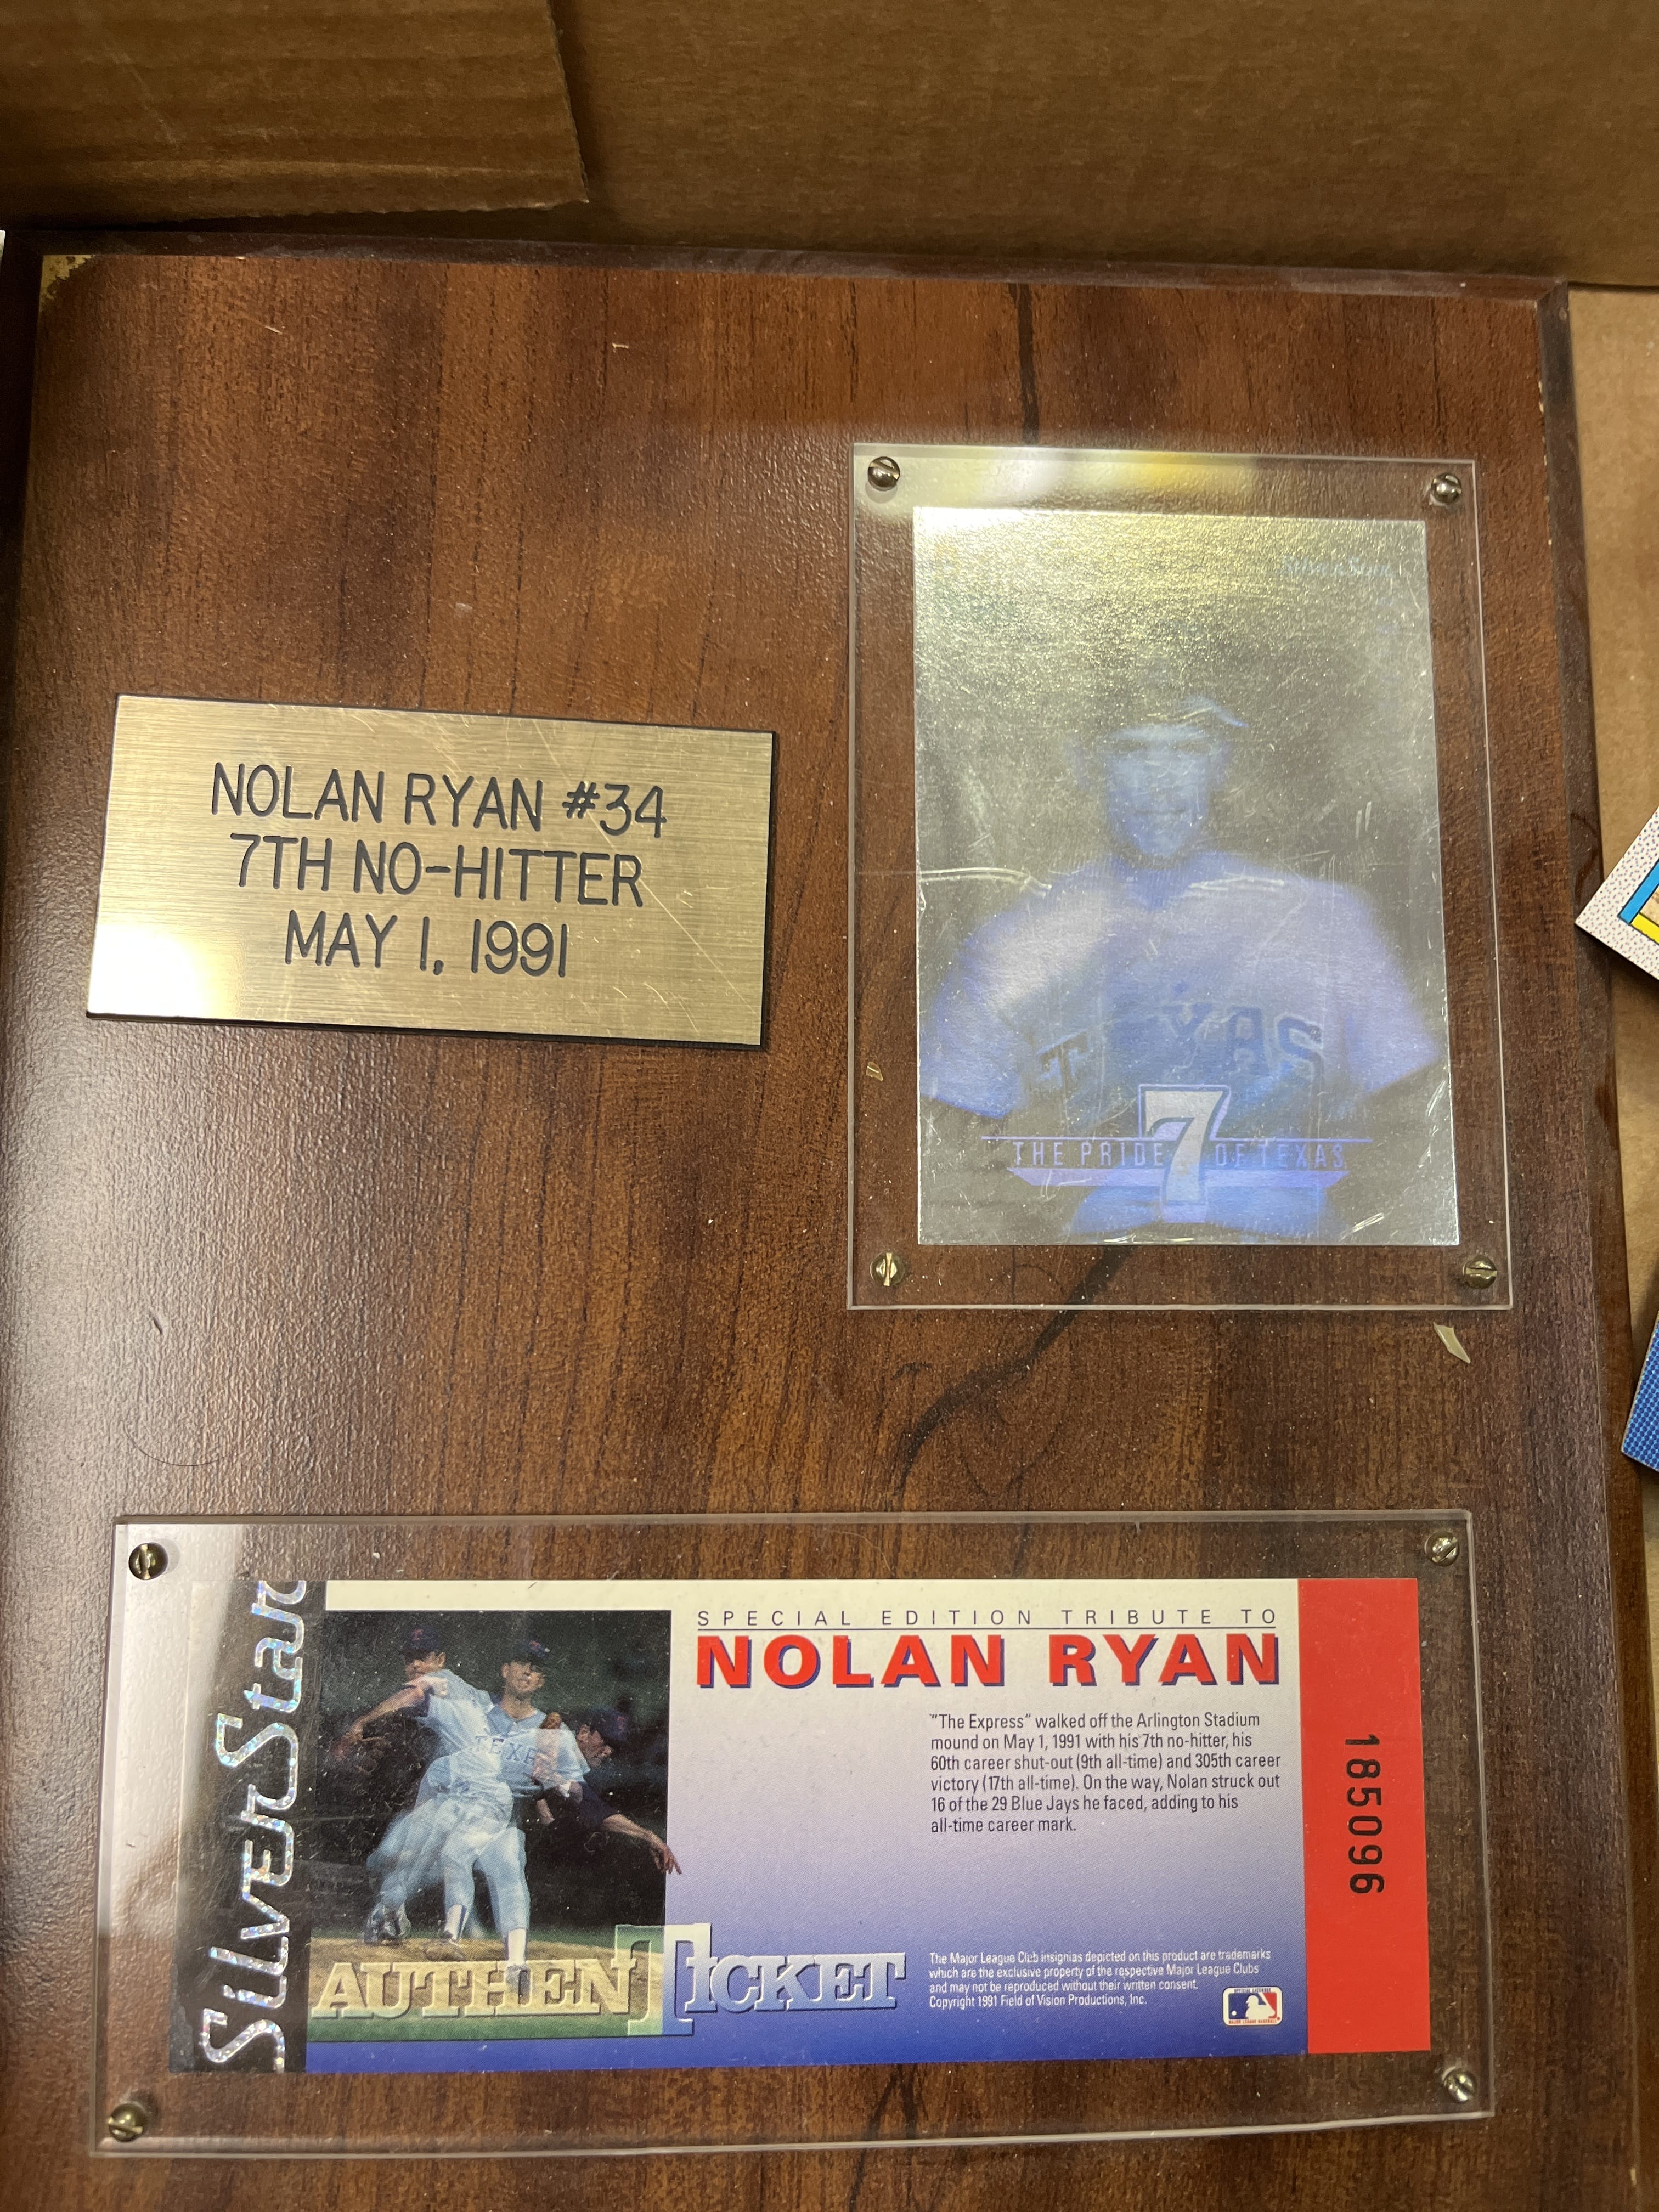 NOLAN RYAN #34
7TH NO-HITTER
MAY 1, 1991
SilverStar
TEXAS
7
THE PRIDE OF TEXAS
SilverStar
SPECIAL EDITION TRIBUTE TO
NOLAN RYAN
"The Express" walked off the Arlington Stadium
mound on May 1, 1991 with his 7th no-hitter, his
60th career shut-out (9th all-time) and 305th career
victory (17th all-time). On the way, Nolan struck out
16 of the 29 Blue Jays he faced, adding to his
all-time career mark.
AUTHENTICKET
The Major League Club insignias depicted on this product are trademarks
which are the exclusive property of the respective Major League Clubs
and may not be reproduced without their written consent.
Copyright 1991 Field of Vision Productions, Inc.
185096